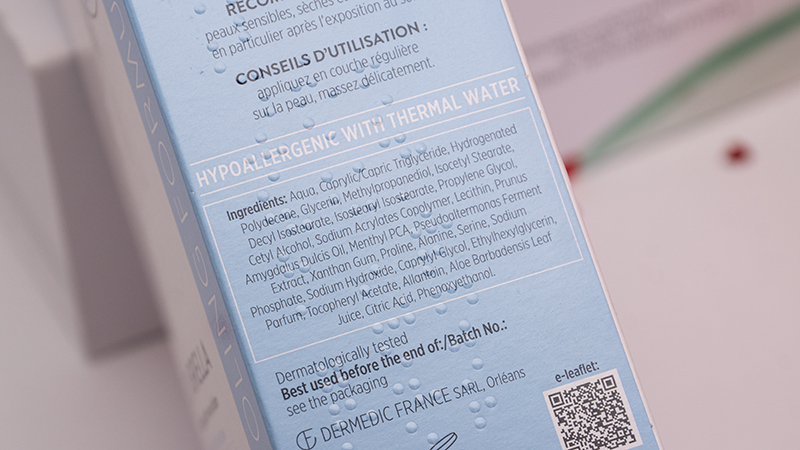 RECOM
peaux sensibles, sèches
en particulier après l'exposition au s
CONSEILS D'UTILISATION :
appliquez en couche régulière
sur la peau, massez délicatement.
HYPOALLERGENIC WITH THERMAL WATER
Ingredients: Aqua, Caprylic/Capric Triglyceride, Hydrogenated
Polydecene, Glycerin, Methylpropanediol, Isocetyl Stearate,
Decyl Isostearate, Isostearyl Isostearate, Propylene Glycol,
Cetyl Alcohol, Sodium Acrylates Copolymer, Lecithin, Prunus
Amygdalus Dulcis Oil, Menthyl PCA, Pseudoalteromonas Ferment
Extract, Xanthan Gum, Proline, Alanine, Serine, Sodium
Phosphate, Sodium Hydroxide, Caprylyl Glycol, Ethylhexylglycerin,
Parfum, Tocopheryl Acetate, Allantoin, Aloe Barbadensis Leaf
Juice, Citric Acid, Phenoxyethanol.
Dermatologically tested
Best used before the end of:/Batch No.:
see the packaging
DERMEDIC FRANCE SARL, Orléans
e-leaflet: